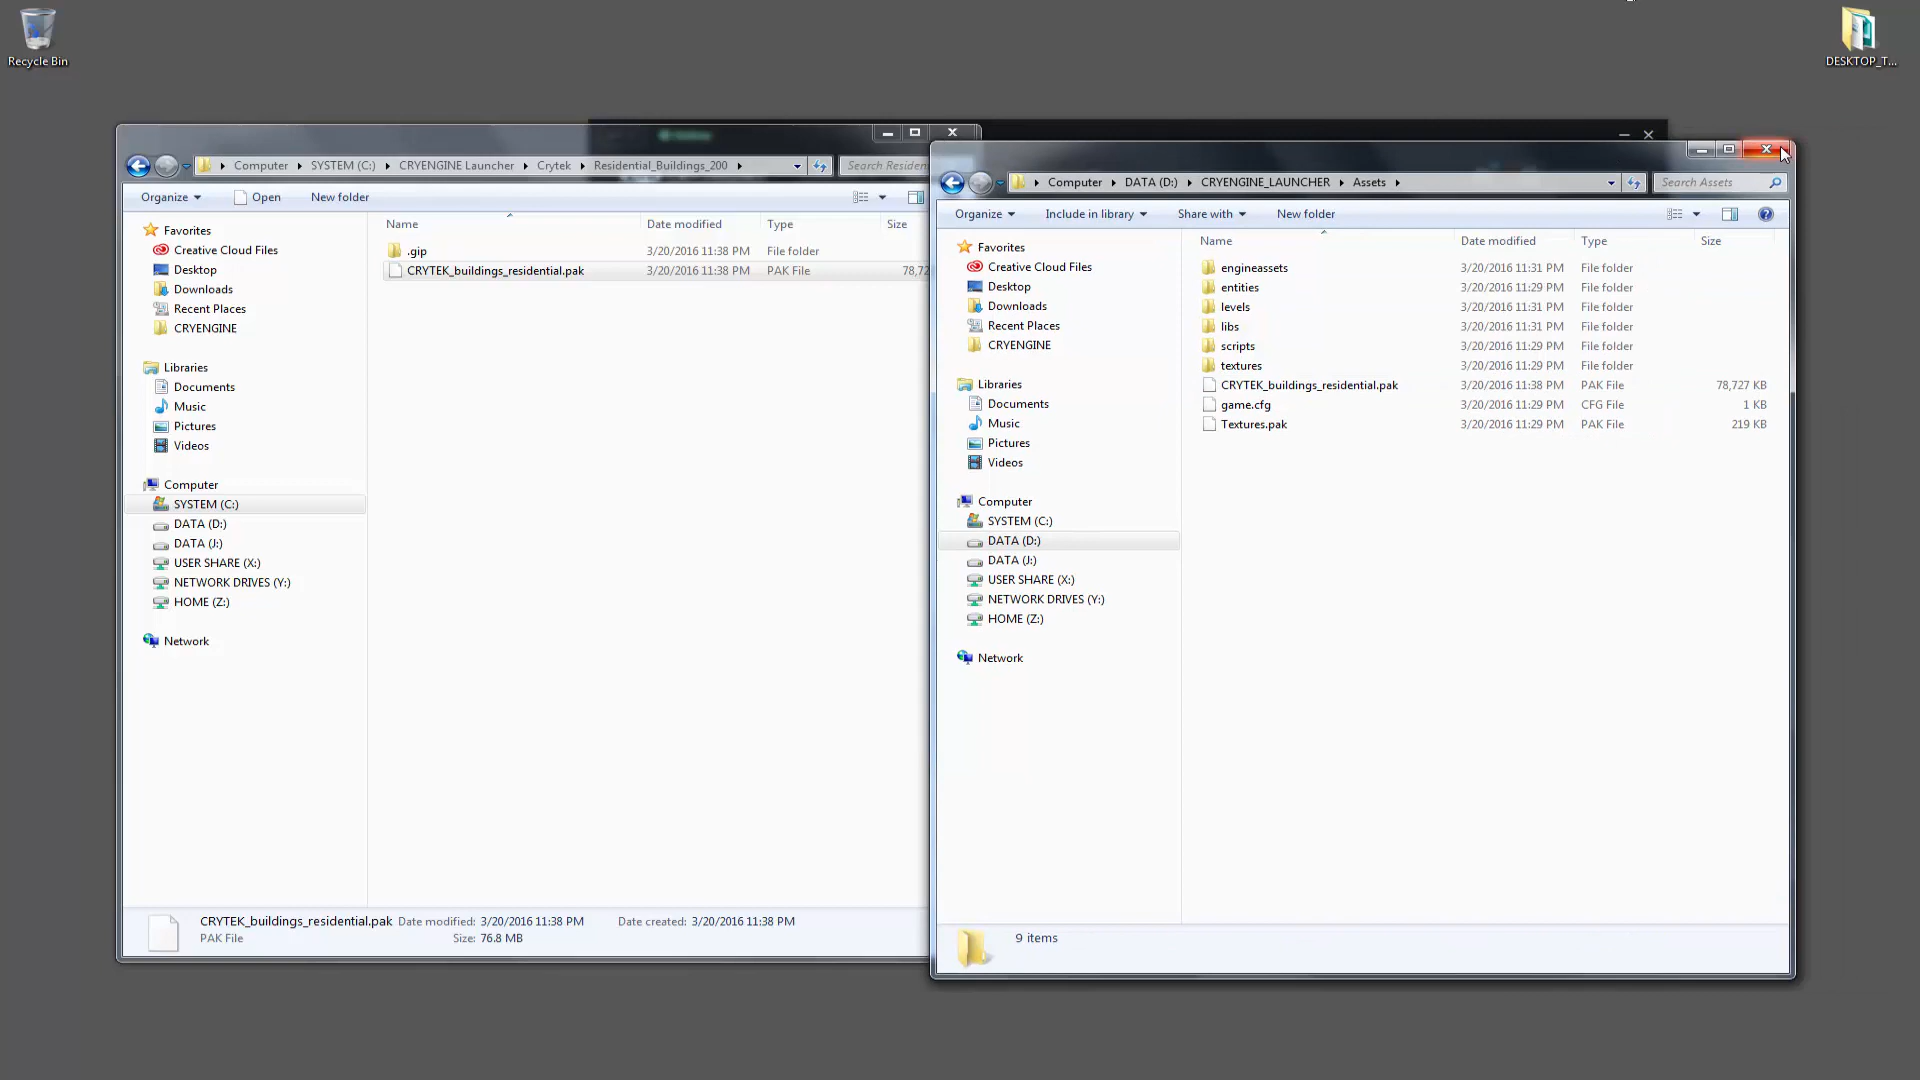 Recycle Bin
DESKTOP_T...
Computer SYSTEM (C:) CRYENGINE Launcher Crytek Residential_Buildings_200
Search Residen
Organize Open New folder
Favorites
Creative Cloud Files
Desktop
Downloads
Recent Places
CRYENGINE
Libraries
Documents
Music
Pictures
Videos
Computer
SYSTEM (C:)
DATA (D:)
DATA (J:)
USER SHARE (X:)
NETWORK DRIVES (Y:)
HOME (Z:)
Network
Name Date modified Type Size
.gip 3/20/2016 11:38 PM File folder
CRYTEK_buildings_residential.pak 3/20/2016 11:38 PM PAK File 78,72
CRYTEK_buildings_residential.pak Date modified: 3/20/2016 11:38 PM Date created: 3/20/2016 11:38 PM
PAK File Size: 76.8 MB
Computer DATA (D:) CRYENGINE_LAUNCHER Assets
Search Assets
Organize Include in library Share with New folder
Favorites
Creative Cloud Files
Desktop
Downloads
Recent Places
CRYENGINE
Libraries
Documents
Music
Pictures
Videos
Computer
SYSTEM (C:)
DATA (D:)
DATA (J:)
USER SHARE (X:)
NETWORK DRIVES (Y:)
HOME (Z:)
Network
Name Date modified Type Size
engineassets 3/20/2016 11:31 PM File folder
entities 3/20/2016 11:29 PM File folder
levels 3/20/2016 11:31 PM File folder
libs 3/20/2016 11:31 PM File folder
scripts 3/20/2016 11:29 PM File folder
textures 3/20/2016 11:29 PM File folder
CRYTEK_buildings_residential.pak 3/20/2016 11:38 PM PAK File 78,727 KB
game.cfg 3/20/2016 11:29 PM CFG File 1 KB
Textures.pak 3/20/2016 11:29 PM PAK File 219 KB
9 items